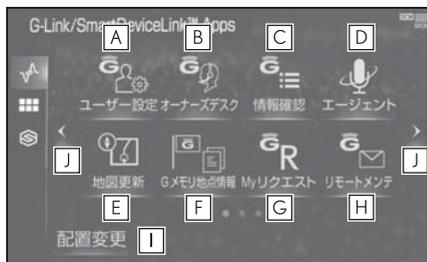 G-Link/SmartDeviceLink™ Apps
DCM
A
B
C
D
ユーザー設定
オーナーズデスク
情報確認
エージェント
J
J
地図更新
Gメモリ地点情報
Myリクエスト
リモートメンテ
E
F
G
H
配置変更
I